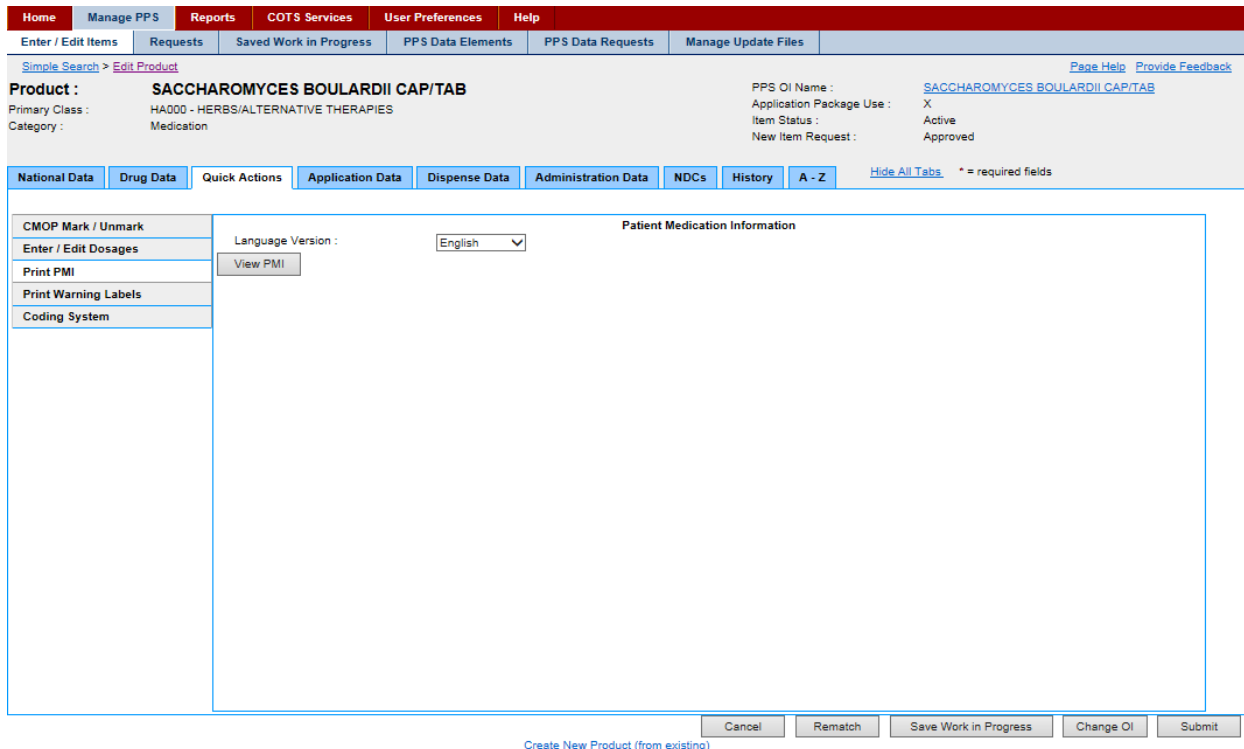 Home Manage PPS Reports COTS Services User Preferences Help
Enter / Edit Items Requests Saved Work in Progress PPS Data Elements PPS Data Requests Manage Update Files
Simple Search > Edit Product Page Help Provide Feedback
Product : SACCHAROMYCES BOULARDII CAP/TAB PPS OI Name : SACCHAROMYCES BOULARDII CAP/TAB
Primary Class : HA000 - HERBS/ALTERNATIVE THERAPIES Application Package Use : X
Category : Medication Item Status : Active
New Item Request : Approved
National Data Drug Data Quick Actions Application Data Dispense Data Administration Data NDCs History A - Z Hide All Tabs * = required fields
CMOP Mark / Unmark Patient Medication Information
Enter / Edit Dosages Language Version : English
Print PMI View PMI
Print Warning Labels
Coding System
Cancel Rematch Save Work in Progress Change OI Submit
Create New Product (from existing)